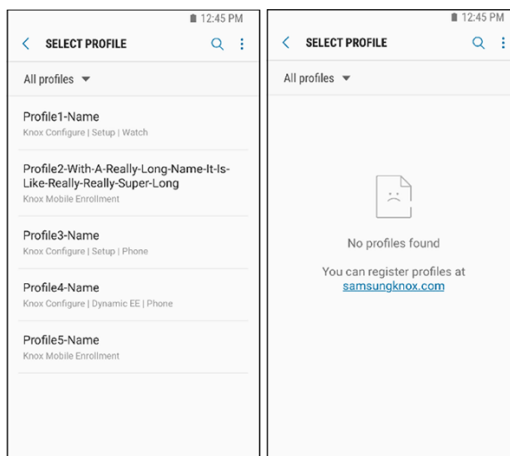 12:45 PM
SELECT PROFILE
All profiles
Profile1-Name
Knox Configure | Setup | Watch
Profile2-With-A-Really-Long-Name-It-Is-
Like-Really-Really-Super-Long
Knox Mobile Enrollment
Profile3-Name
Knox Configure | Setup | Phone
Profile4-Name
Knox Configure | Dynamic EE | Phone
Profile5-Name
Knox Mobile Enrollment
12:45 PM
SELECT PROFILE
All profiles
No profiles found
You can register profiles at
samsungknox.com